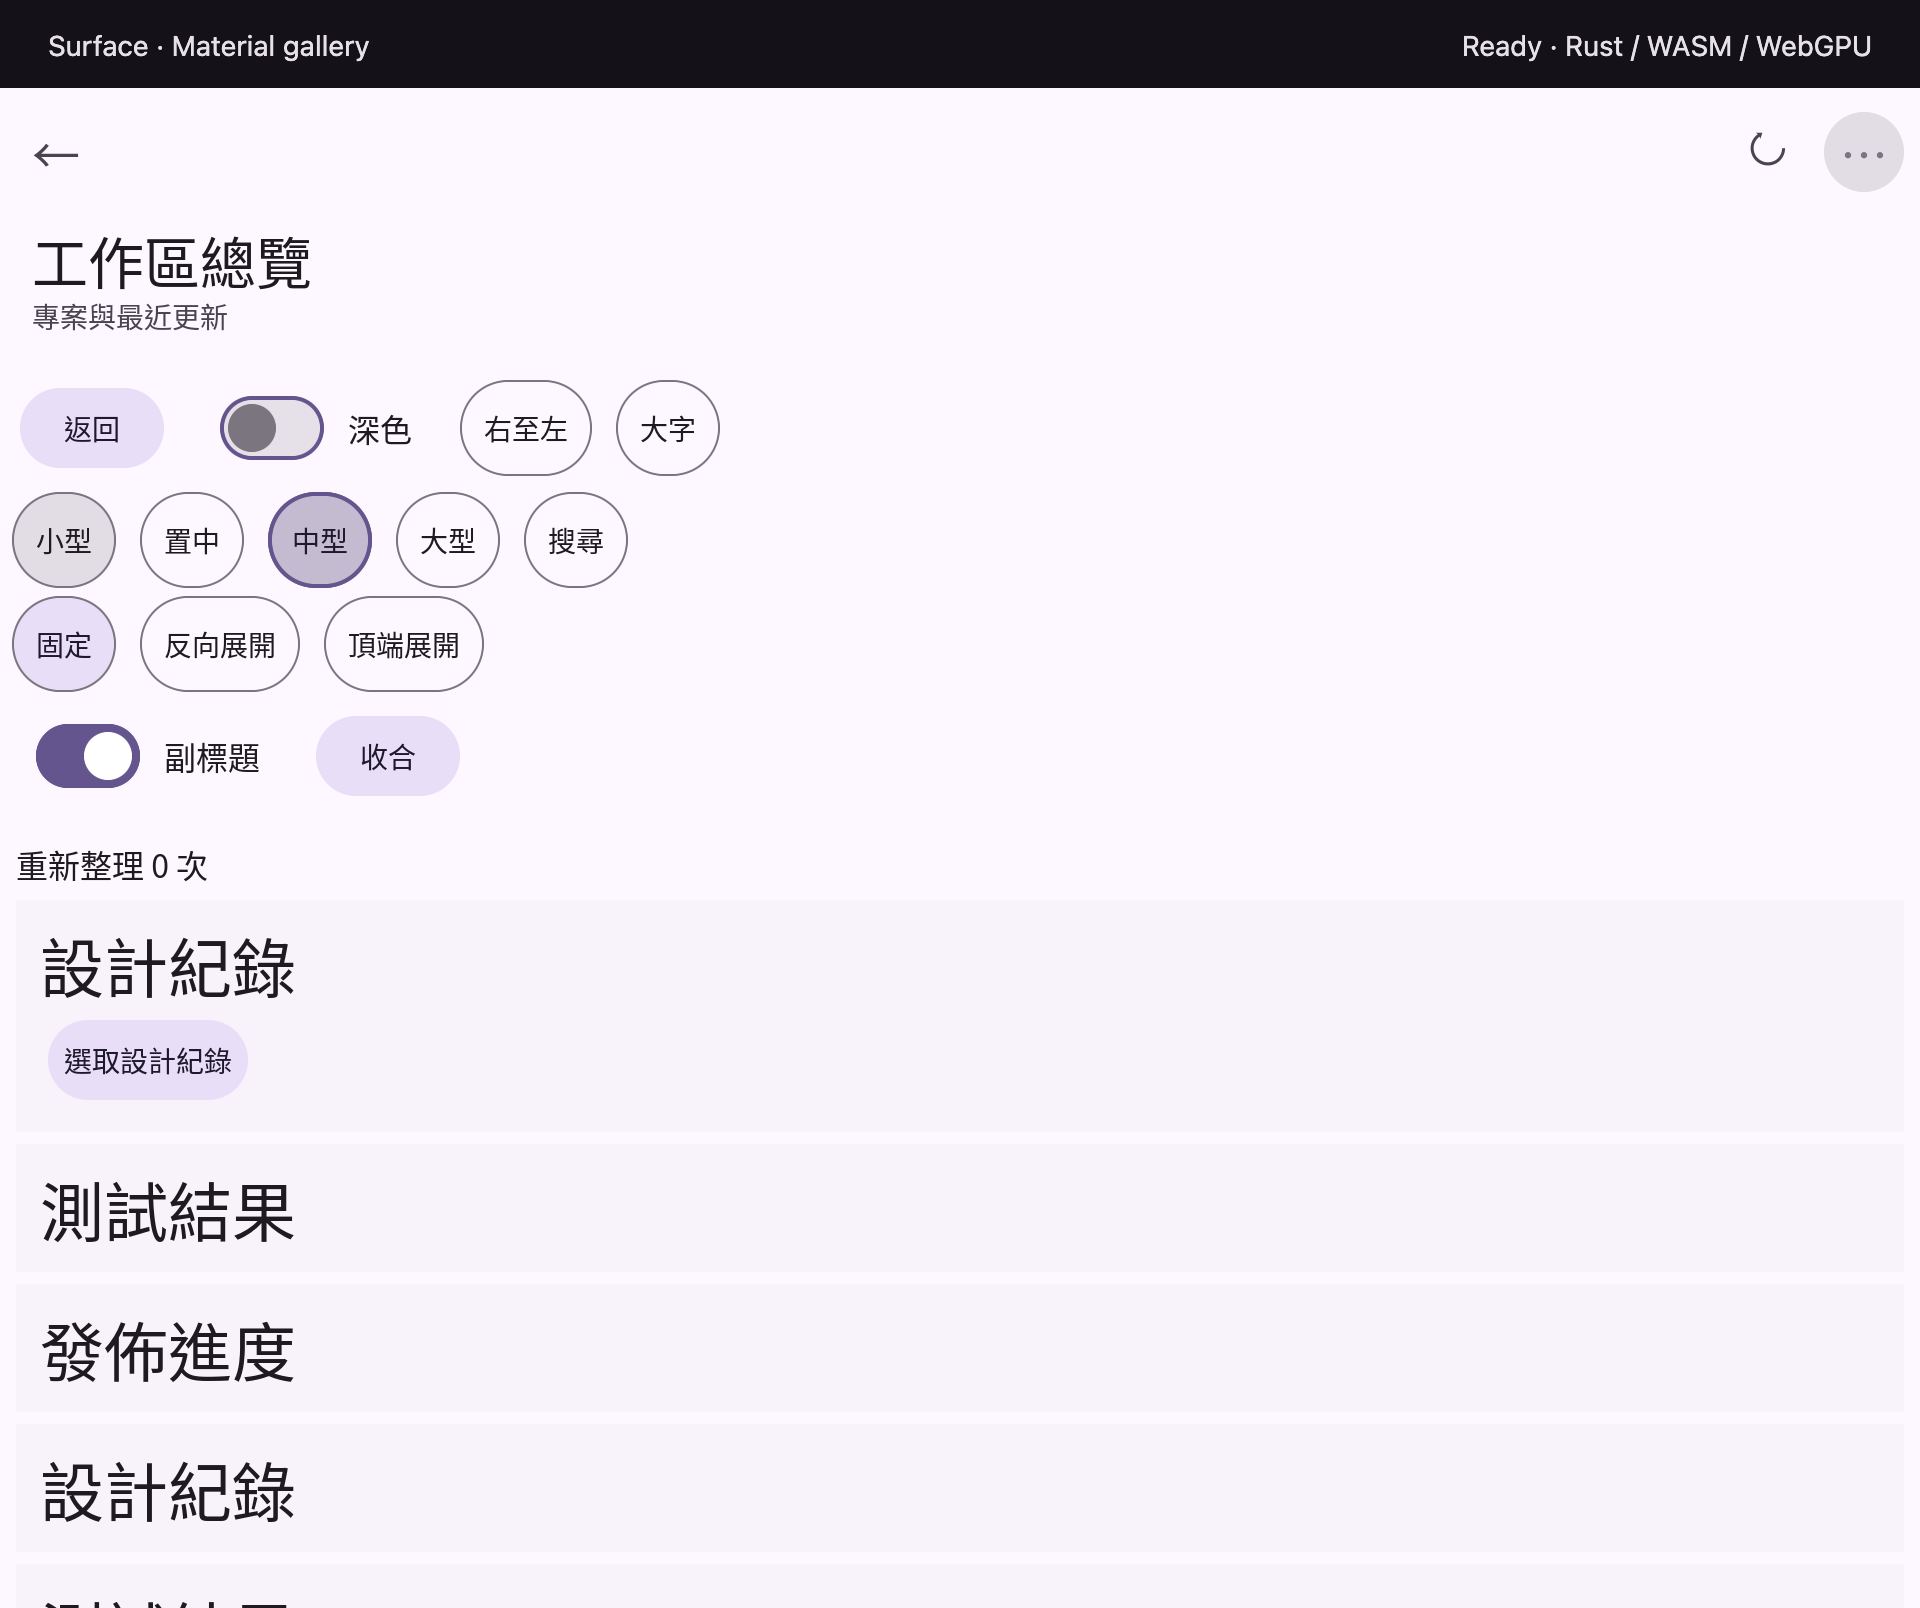 Surface · Material gallery
Ready · Rust / WASM / WebGPU
工作區總覽
專案與最近更新
返回 深色 右至左 大字
小型 置中 中型 大型 搜尋
固定 反向展開 頂端展開
副標題 收合
重新整理 0 次
設計紀錄
選取設計紀錄
測試結果
發佈進度
設計紀錄